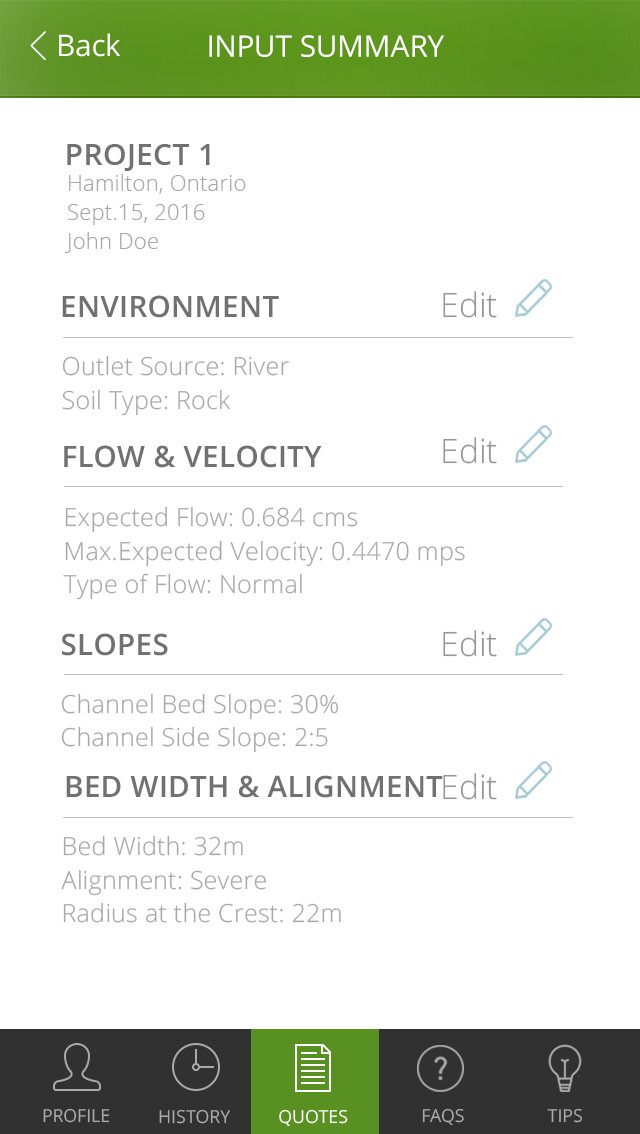 Back INPUT SUMMARY
PROJECT 1
Hamilton, Ontario
Sept.15, 2016
John Doe
ENVIRONMENT Edit
Outlet Source: River
Soil Type: Rock
FLOW & VELOCITY Edit
Expected Flow: 0.684 cms
Max.Expected Velocity: 0.4470 mps
Type of Flow: Normal
SLOPES Edit
Channel Bed Slope: 30%
Channel Side Slope: 2:5
BED WIDTH & ALIGNMENT Edit
Bed Width: 32m
Alignment: Severe
Radius at the Crest: 22m
?
PROFILE HISTORY QUOTES FAQS TIPS